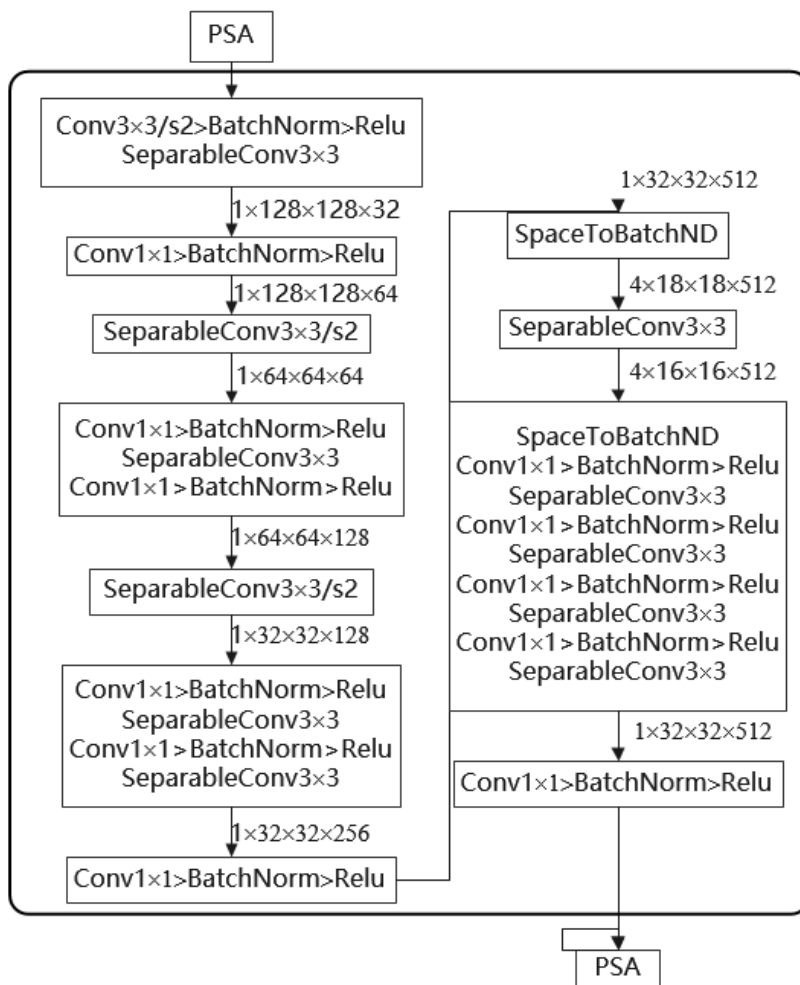 PSA
Conv3×3/s2>BatchNorm>Relu
SeparableConv3×3
1×128×128×32
Conv1×1>BatchNorm>Relu
1×128×128×64
SeparableConv3×3/s2
1×64×64×64
Conv1×1>BatchNorm>Relu
SeparableConv3×3
Conv1×1>BatchNorm>Relu
1×64×64×128
SeparableConv3×3/s2
1×32×32×128
Conv1×1>BatchNorm>Relu
SeparableConv3×3
Conv1×1>BatchNorm>Relu
SeparableConv3×3
1×32×32×256
Conv1×1>BatchNorm>Relu
1×32×32×512
SpaceToBatchND
4×18×18×512
SeparableConv3×3
4×16×16×512
SpaceToBatchND
Conv1×1>BatchNorm>Relu
SeparableConv3×3
Conv1×1>BatchNorm>Relu
SeparableConv3×3
Conv1×1>BatchNorm>Relu
SeparableConv3×3
Conv1×1>BatchNorm>Relu
SeparableConv3×3
1×32×32×512
Conv1×1>BatchNorm>Relu
PSA